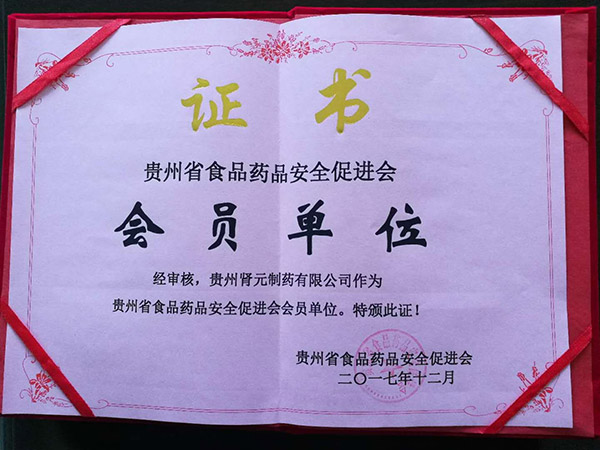 证书
贵州省食品药品安全促进会
会员单位
经审核，贵州肾元制药有限公司作为
贵州省食品药品安全促进会会员单位。特颁此证！
贵州省食品药品安全促进会
二〇一七年十二月